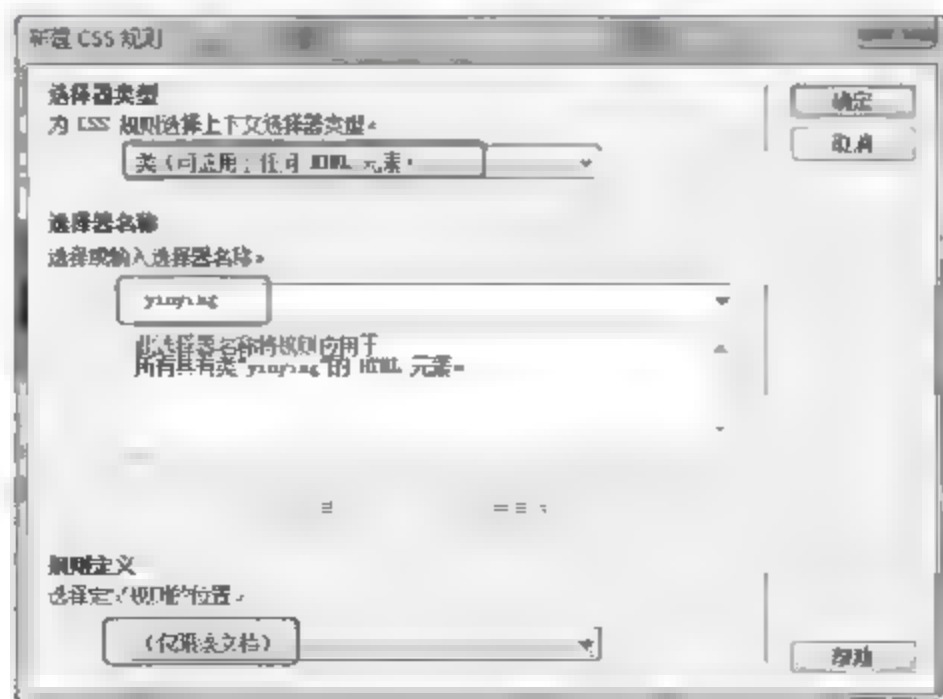 新建 CSS 规则
选择器类型
为 CSS 规则选择上下文选择器类型。
类（可应用于任何 HTML 元素）
确定
取消
选择器名称
选择或输入选择器名称。
yinying
此选择器名称将规则应用于
所有具有类“yinying”的 HTML 元素。
规则定义
选择定义规则的位置。
（仅限该文档）
帮助